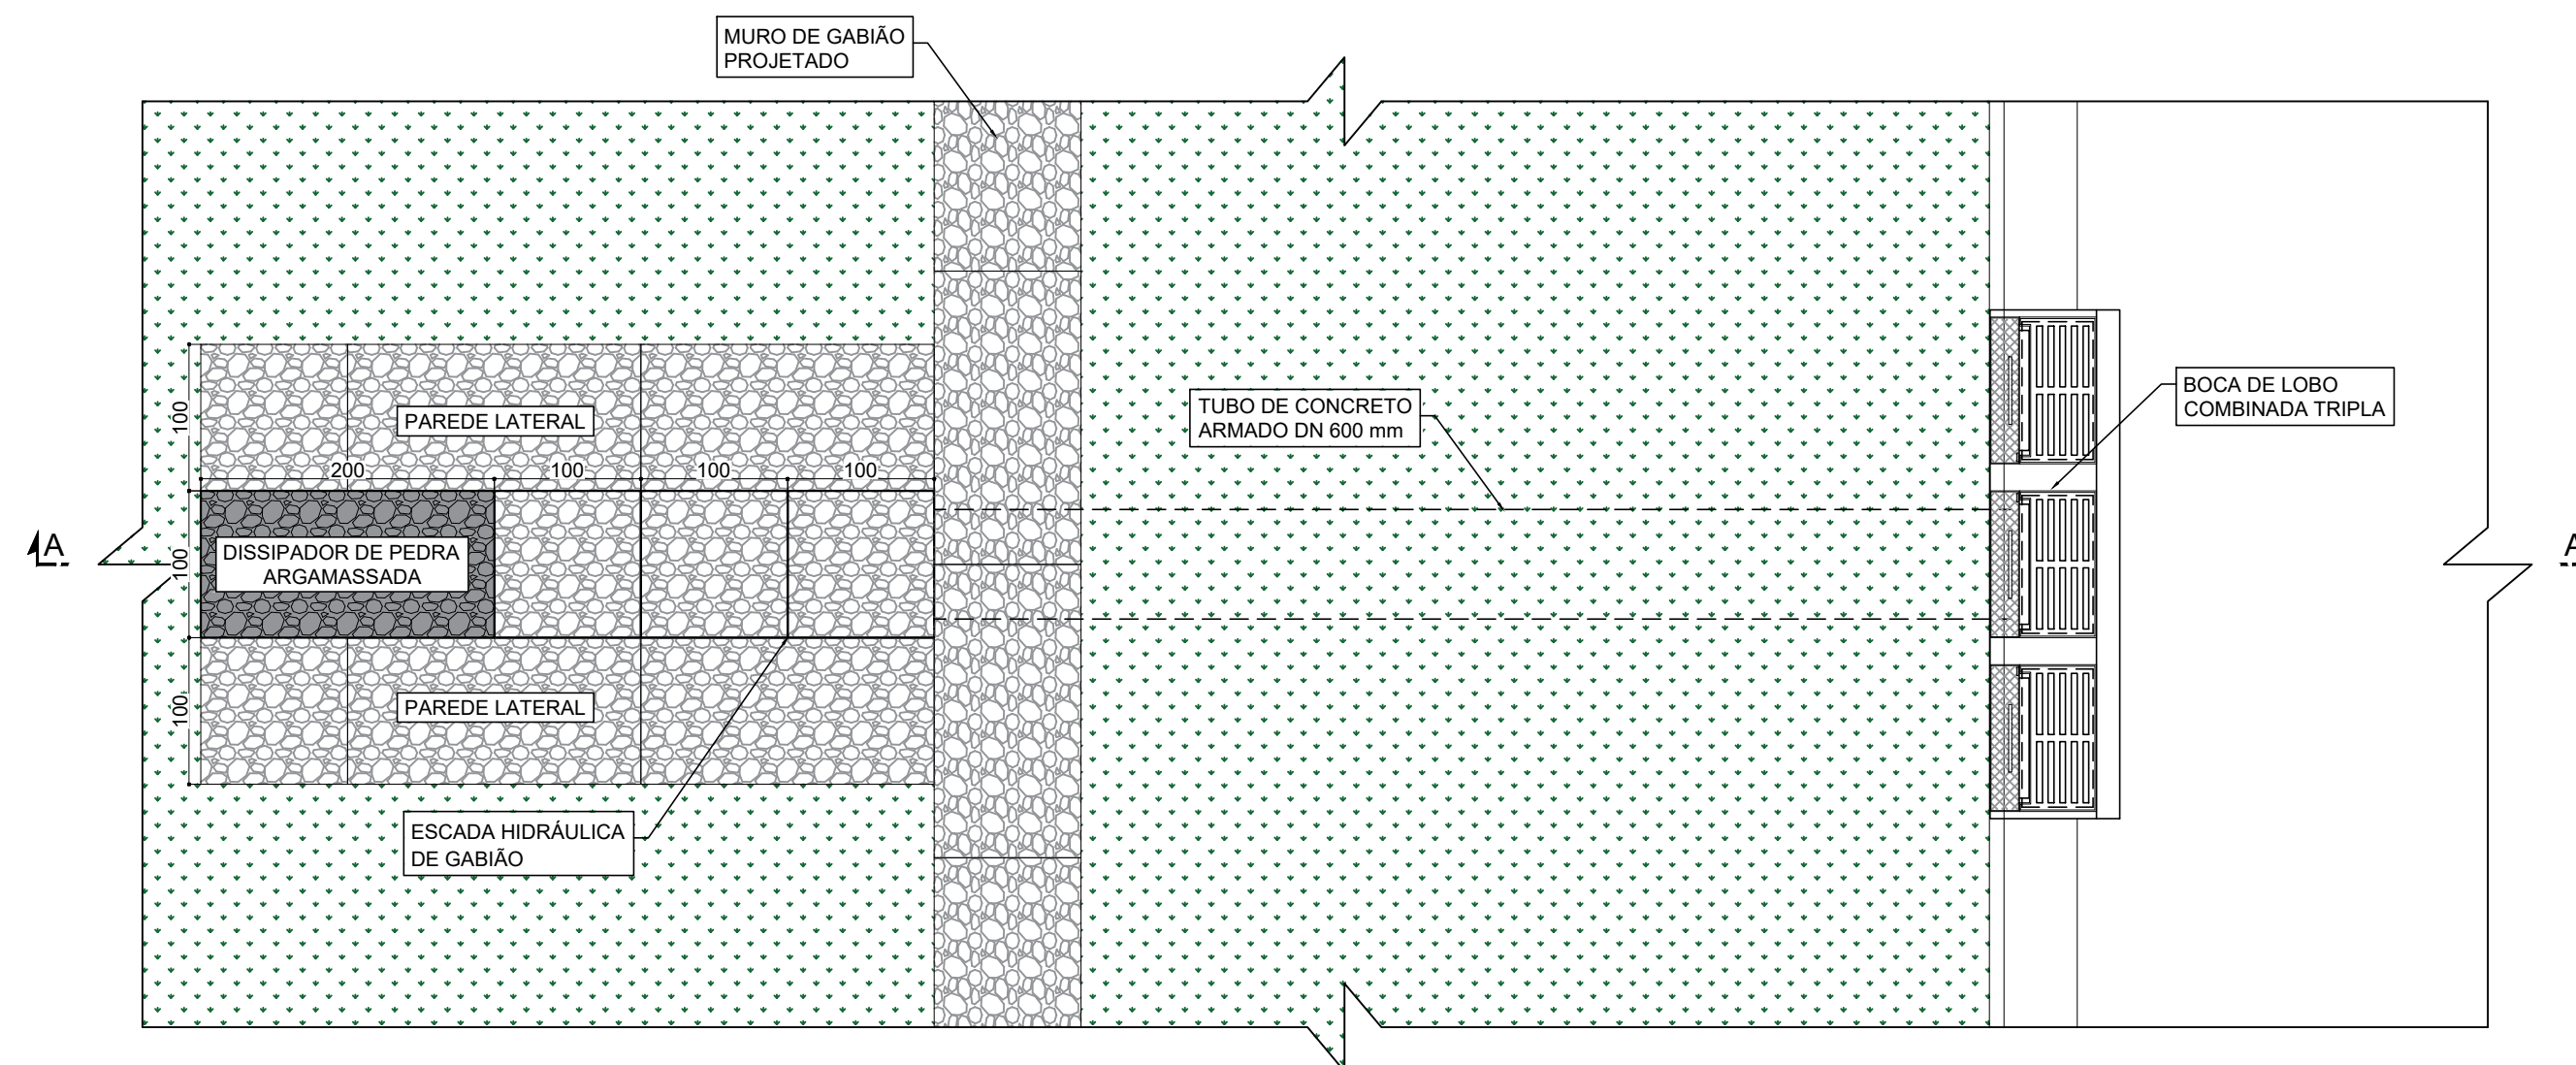 MURO DE GABIÃO
PROJETADO
TUBO DE CONCRETO
ARMADO DN 600 mm
BOCA DE LOBO
COMBINADA TRIPLA
PAREDE LATERAL
100
200
100
100
100
A
DISSIPADOR DE PEDRA
ARGAMASSADA
100
A
PAREDE LATERAL
100
ESCADA HIDRÁULICA
DE GABIÃO